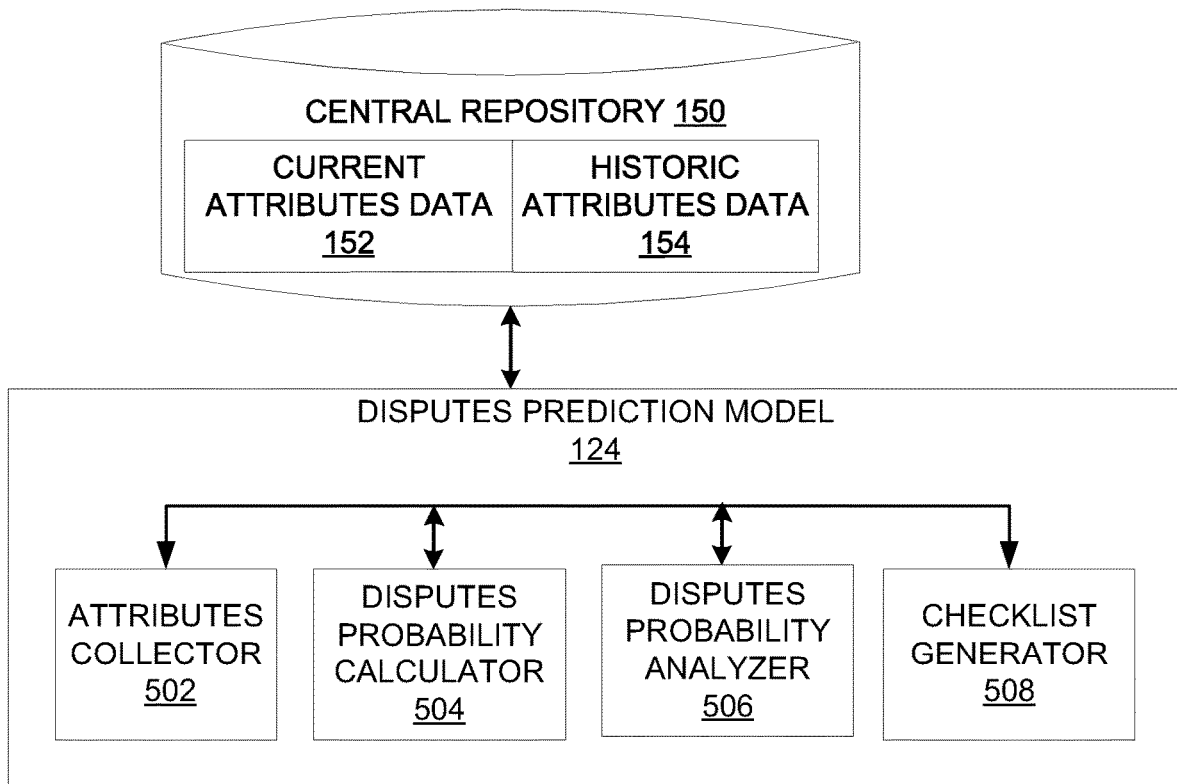 CENTRAL REPOSITORY 150
CURRENT
ATTRIBUTES DATA
152
HISTORIC
ATTRIBUTES DATA
154
DISPUTES PREDICTION MODEL
124
ATTRIBUTES
COLLECTOR
502
DISPUTES
PROBABILITY
CALCULATOR
504
DISPUTES
PROBABILITY
ANALYZER
506
CHECKLIST
GENERATOR
508